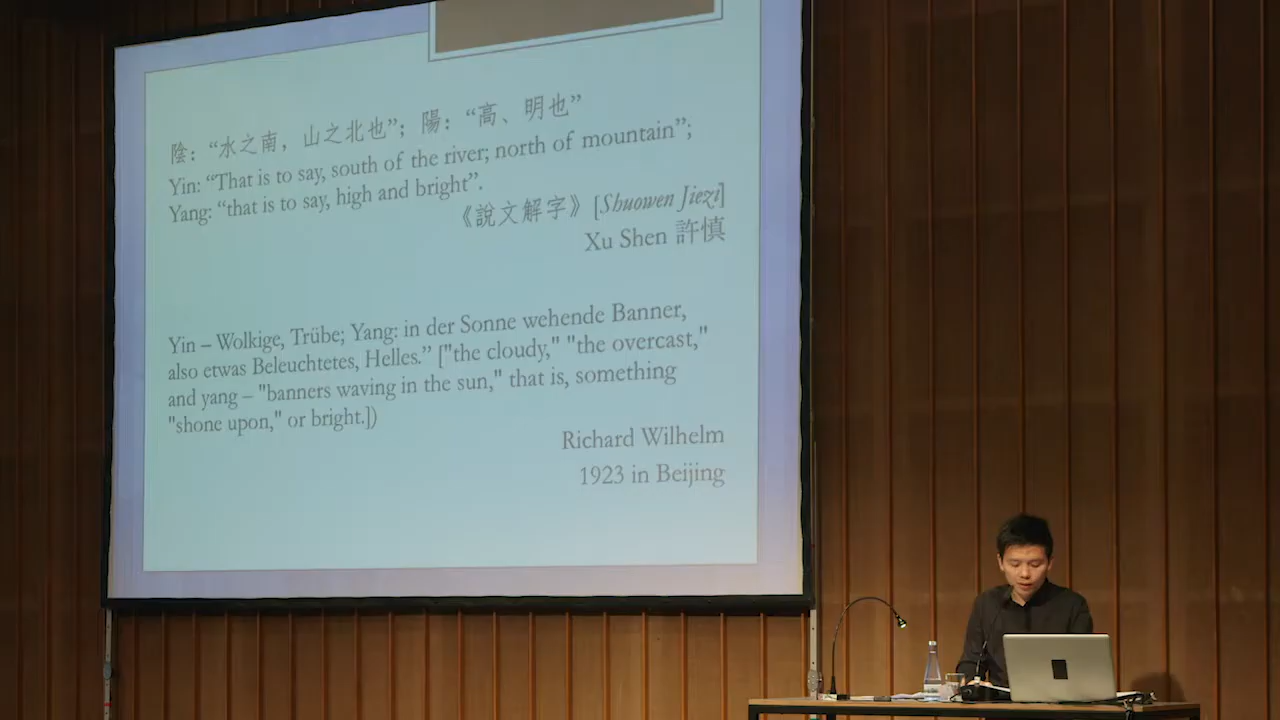 陰：“水之南，山之北也”；陽：“高、明也”
Yin: “That is to say, south of the river; north of mountain”;
Yang: “that is to say, high and bright”.
《說文解字》 [Shuowen Jiezi]
Xu Shen 許慎
Yin – Wolkige, Trübe; Yang: in der Sonne wehende Banner,
also etwas Beleuchtetes, Helles.” ["the cloudy," "the overcast,"
and yang – "banners waving in the sun," that is, something
"shone upon," or bright.])
Richard Wilhelm
1923 in Beijing